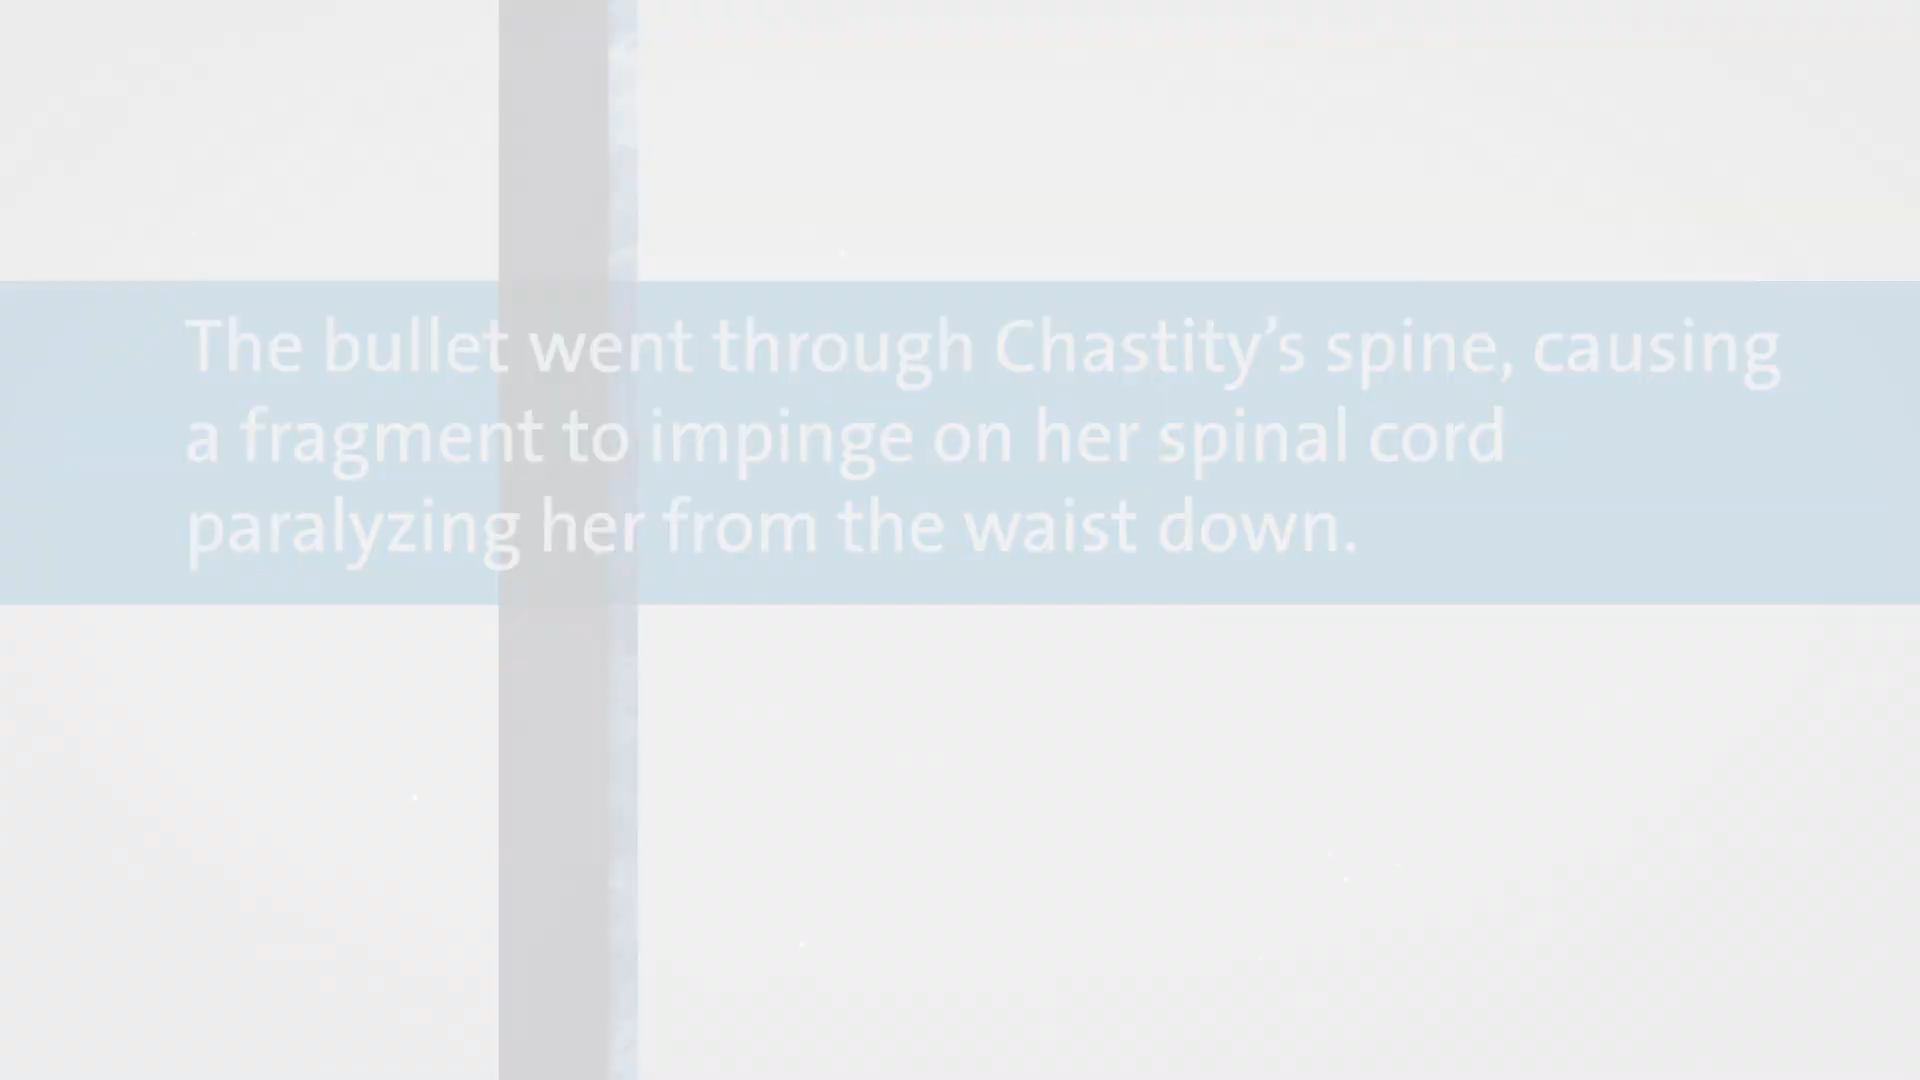 The bullet went through Chastity’s spine, causing
a fragment to impinge on her spinal cord
paralyzing her from the waist down.